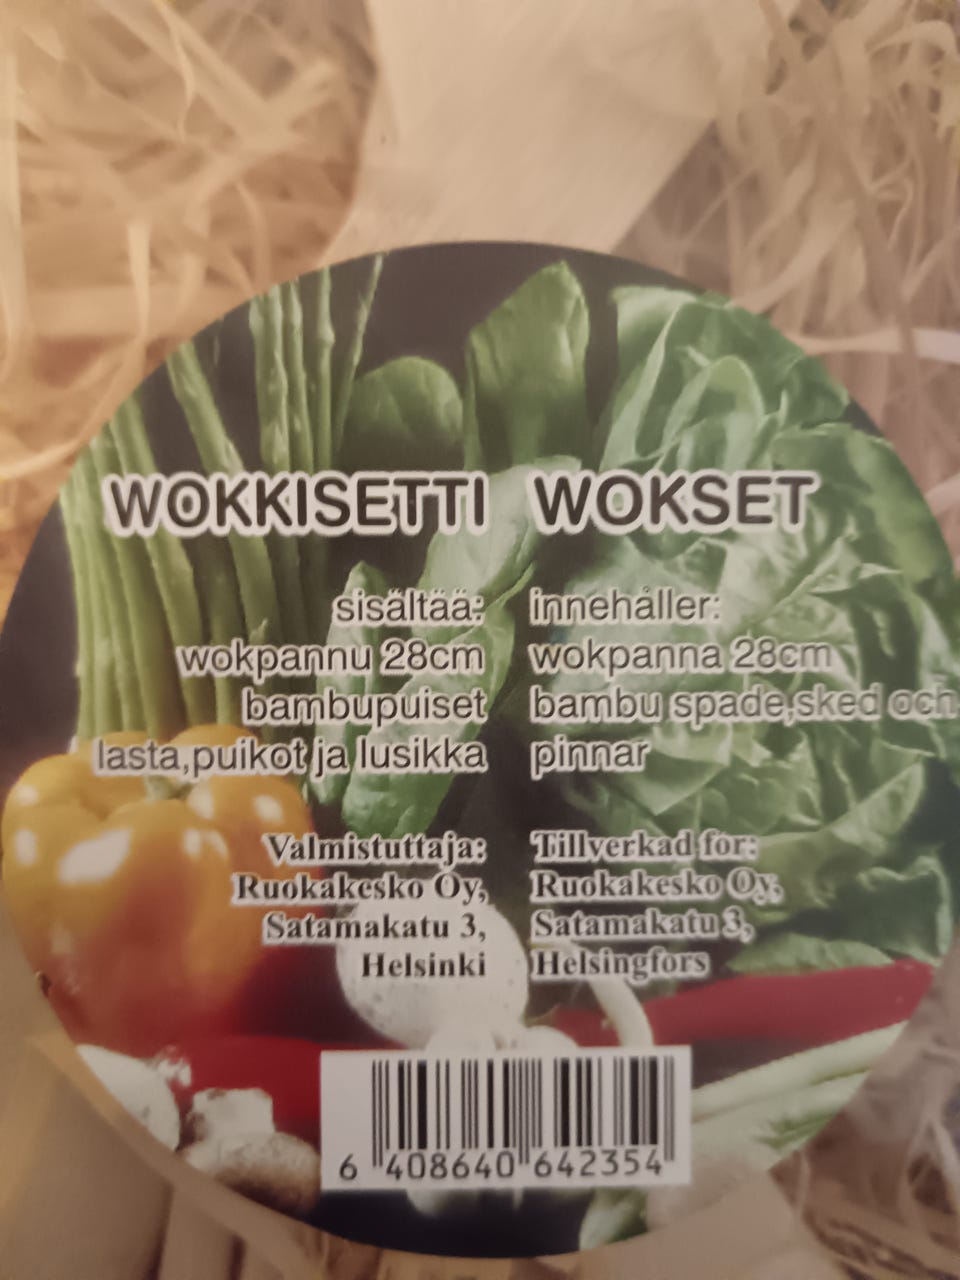 WOKKISETTI
sisältää:
wokpannu 28cm
bambupuiset
lasta,puikot ja lusikka
Valmistuttaja:
Ruokakesko Oy,
Satamakatu 3,
Helsinki
WOKSET
innehåller:
wokpanna 28cm
bambu spade,sked och
pinnar
Tillverkad för:
Ruokakesko Oy,
Satamakatu 3,
Helsingfors
6 408640 642354